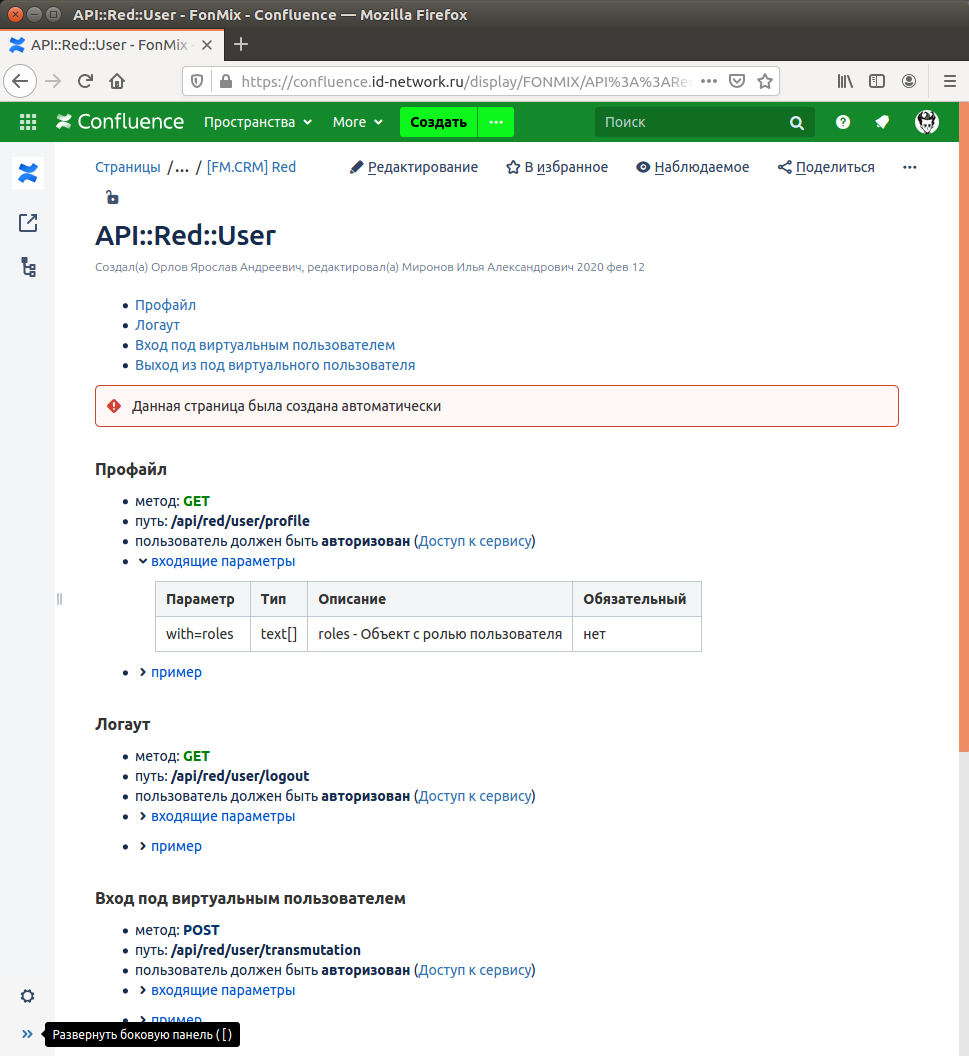 API::Red::User - FonMix - Confluence — Mozilla Firefox
API::Red::User - FonMix -
https://confluence.id-network.ru/display/FONMIX/API%3A%3ARe
Confluence Пространства More Создать ••• Поиск
Страницы /... / [FM.CRM] Red Редактирование В избранное Наблюдаемое Поделиться •••
API::Red::User
Создал(а) Орлов Ярослав Андреевич, редактировал(а) Миронов Илья Александрович 2020 фев 12
• Профайл
• Логаут
• Вход под виртуальным пользователем
• Выход из под виртуального пользователя
Данная страница была создана автоматически
Профайл
• метод: GET
• путь: /api/red/user/profile
• пользователь должен быть авторизован (Доступ к сервису)
• входящие параметры
Параметр Тип Описание Обязательный
with=roles text[] roles - Объект с ролью пользователя нет
• пример
Логаут
• метод: GET
• путь: /api/red/user/logout
• пользователь должен быть авторизован (Доступ к сервису)
• входящие параметры
• пример
Вход под виртуальным пользователем
• метод: POST
• путь: /api/red/user/transmutation
• пользователь должен быть авторизован (Доступ к сервису)
• входящие параметры
• пример
Развернуть боковую панель ( [ )